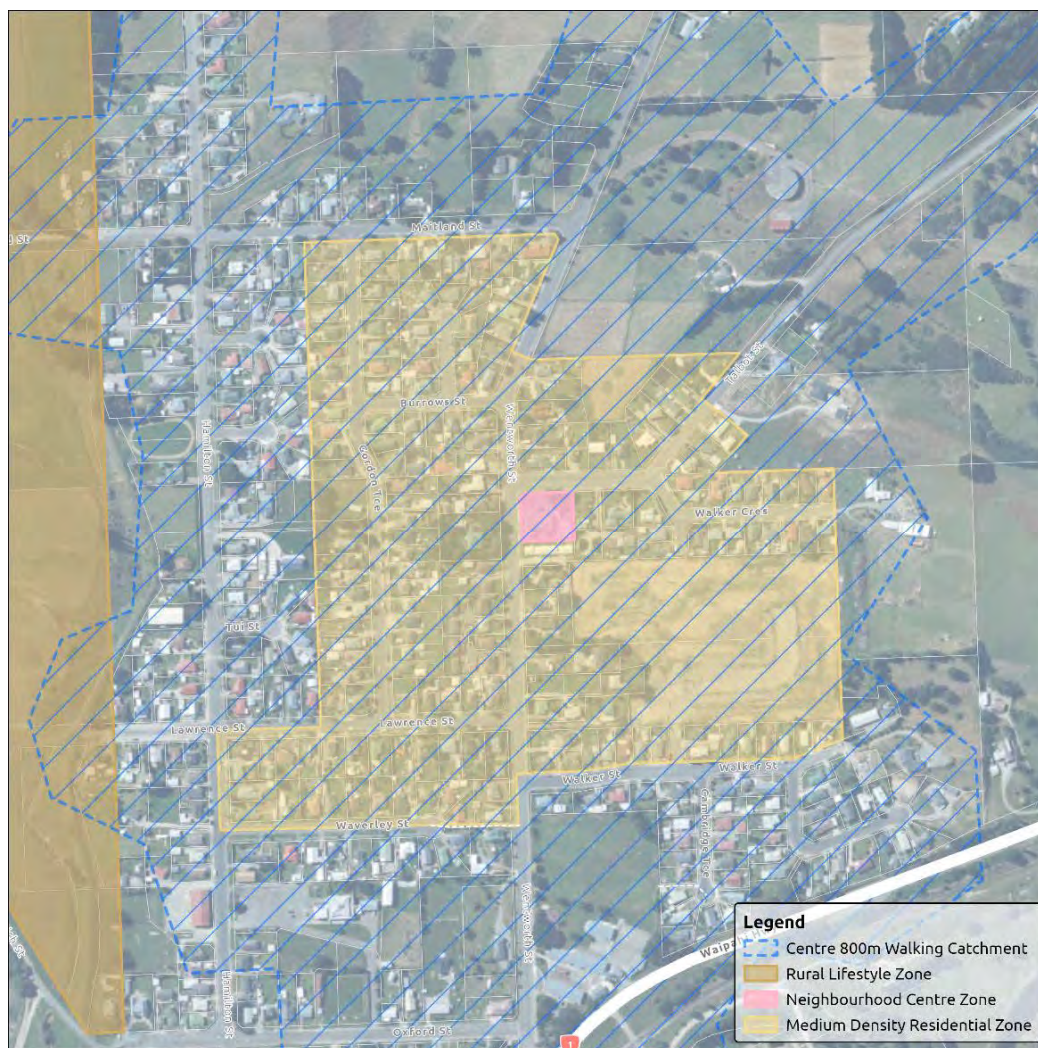 Maitland St
d St
Talbot St
Burrows St
Wentworth St
Hamilton St
Gordon Tce
Walker Cres
Tui St
Lawrence St
Lawrence St
Walker St
Walker St
Cambridge Tce
Waverley St
Wentworth St
Hamilton St
Oxford St
1
Legend
Centre 800m Walking Catchment
Rural Lifestyle Zone
Neighbourhood Centre Zone
Medium Density Residential Zone